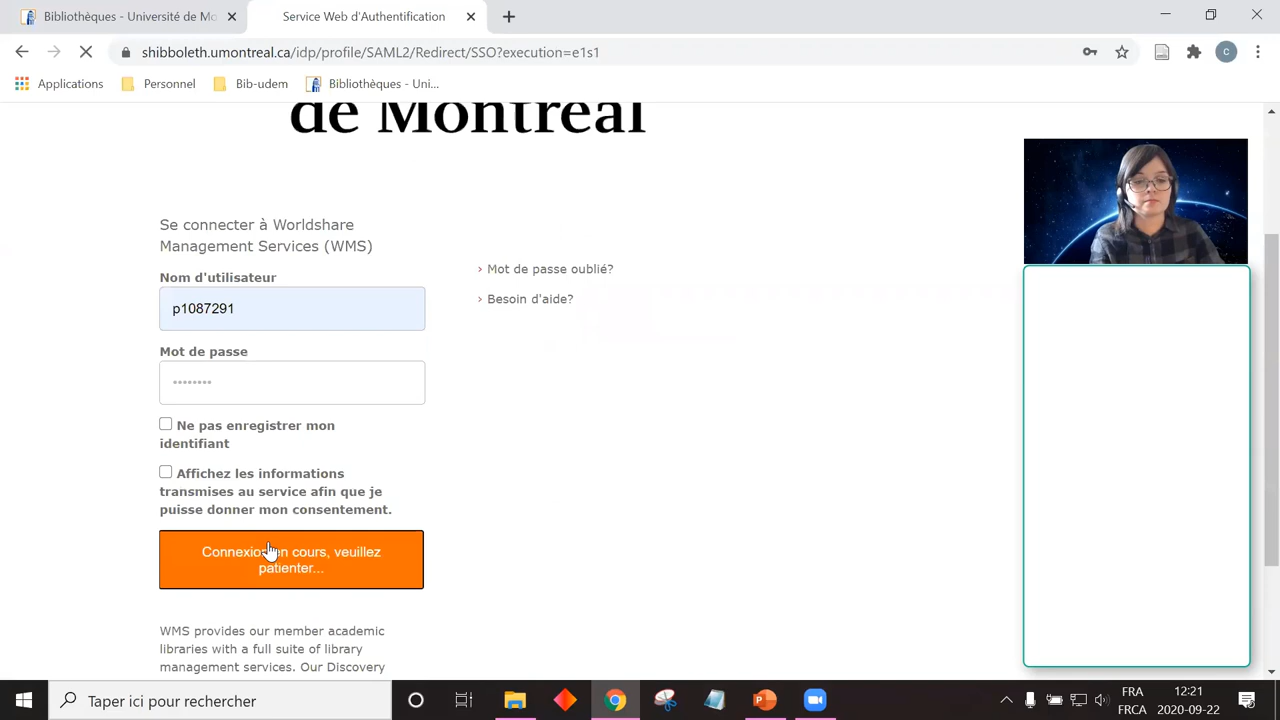 Bibliothèques - Université de Mo
Service Web d'Authentification
shibboleth.umontreal.ca/idp/profile/SAML2/Redirect/SSO?execution=e1s1
C
Applications
Personnel
Bib-udem
Bibliothèques - Uni...
de Montréal
Se connecter à Worldshare
Management Services (WMS)
Nom d'utilisateur
p1087291
Mot de passe
••••••••
Mot de passe oublié?
Besoin d'aide?
Ne pas enregistrer mon
identifiant
Affichez les informations
transmises au service afin que je
puisse donner mon consentement.
Connexion en cours, veuillez
patienter...
WMS provides our member academic
libraries with a full suite of library
management services. Our Discovery
Taper ici pour rechercher
FRA
FRCA
12:21
2020-09-22